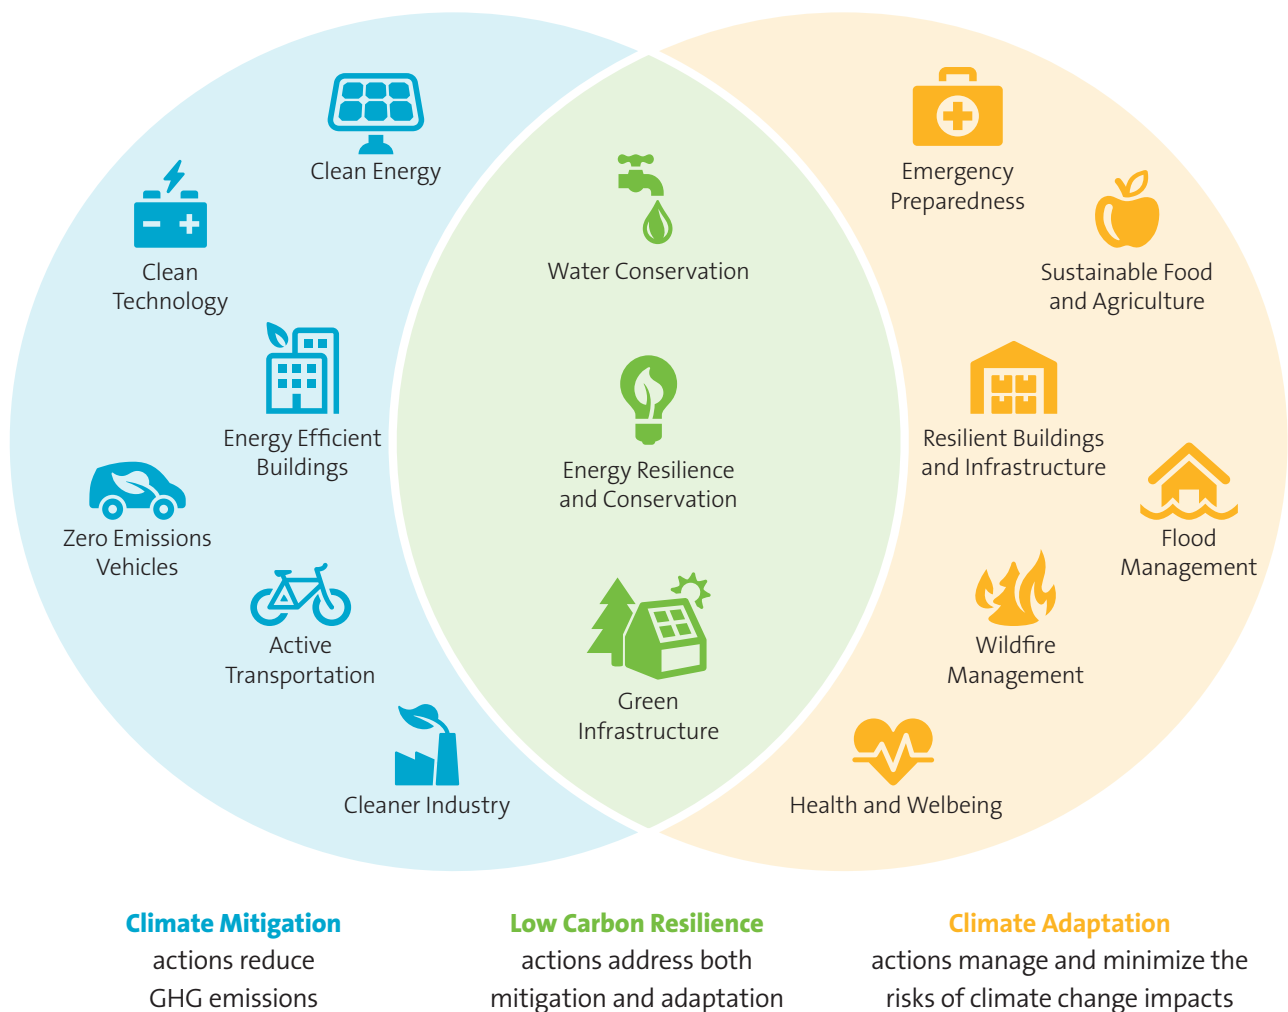 Clean Energy
Clean
Technology
Energy Efficient
Buildings
Zero Emissions
Vehicles
Active
Transportation
Cleaner Industry
Water Conservation
Energy Resilience
and Conservation
Green
Infrastructure
Emergency
Preparedness
Sustainable Food
and Agriculture
Resilient Buildings
and Infrastructure
Flood
Management
Wildfire
Management
Health and Welbeing
Climate Mitigation
actions reduce
GHG emissions
Low Carbon Resilience
actions address both
mitigation and adaptation
Climate Adaptation
actions manage and minimize the
risks of climate change impacts